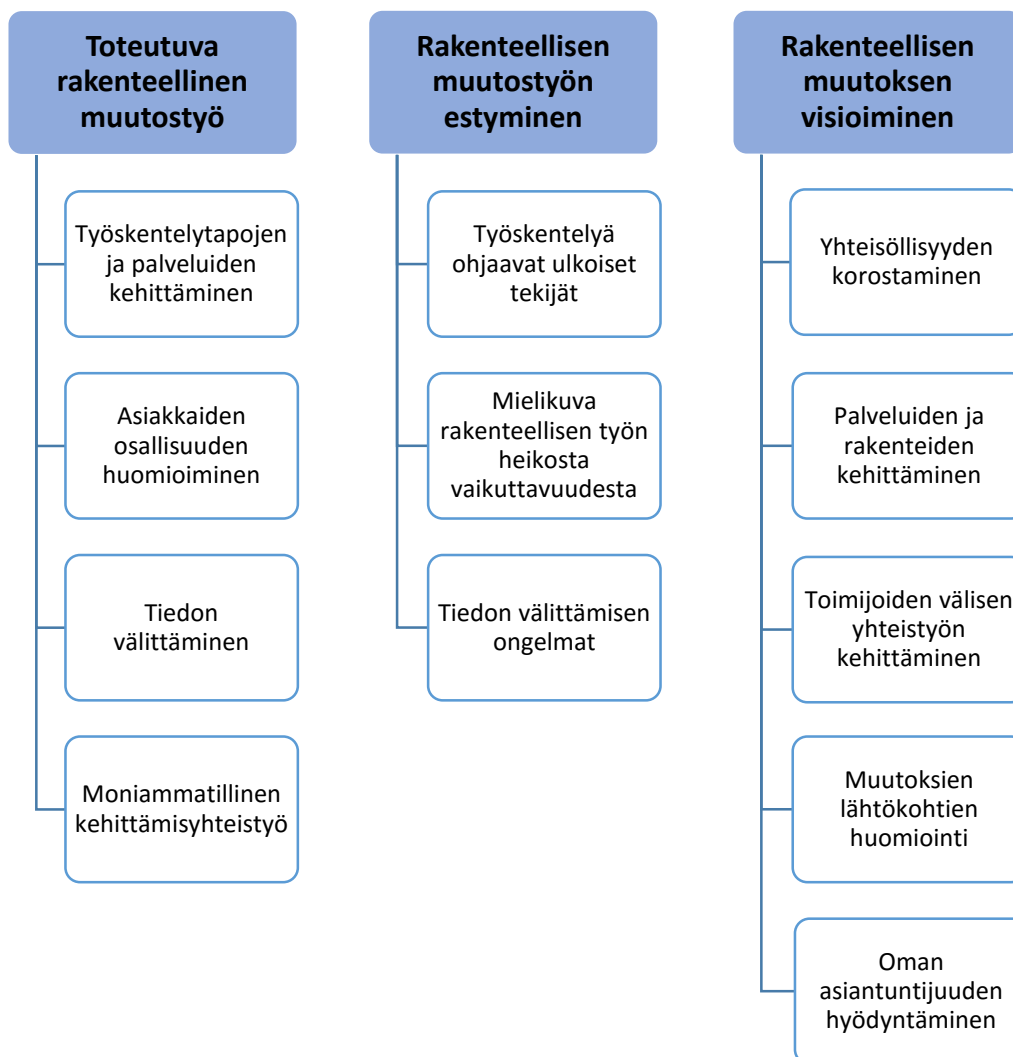 Toteutuva
rakenteellinen
muutostyö
Työskentelytapojen
ja palveluiden
kehittäminen
Asiakkaiden
osallisuuden
huomioiminen
Tiedon
välittäminen
Moniammatillinen
kehittämisyhteistyö
Rakenteellisen
muutostyön
estyminen
Työskentelyä
ohjaavat ulkoiset
tekijät
Mielikuva
rakenteellisen työn
heikosta
vaikuttavuudesta
Tiedon välittämisen
ongelmat
Rakenteellisen
muutoksen
visioiminen
Yhteisöllisyyden
korostaminen
Palveluiden ja
rakenteiden
kehittäminen
Toimijoiden välisen
yhteistyön
kehittäminen
Muutoksien
lähtökohtien
huomiointi
Oman
asiantuntijuuden
hyödyntäminen